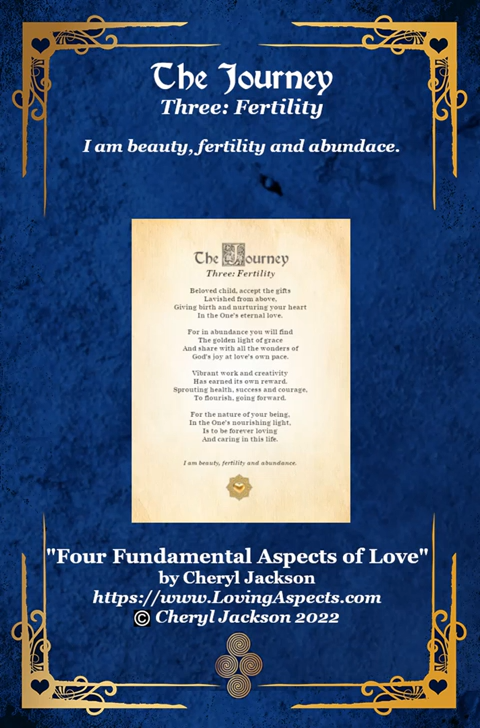 The Journey
Three: Fertility
I am beauty, fertility and abundace.
The Journey
Three: Fertility
Beloved child, accept the gifts
Lavished from above,
Giving birth and nurturing your heart
In the One's eternal love.
For in abundance you will find
The golden light of grace
And share with all the wonders of
God's joy at love's own pace.
Vibrant work and creativity
Has earned its own reward.
Sprouting health, success and courage,
To flourish, going forward.
For the nature of your being,
In the One's nourishing light,
Is to be forever loving
And caring in this life.
I am beauty, fertility and abundance.
"Four Fundamental Aspects of Love"
by Cheryl Jackson
https://www.LovingAspects.com
© Cheryl Jackson 2022